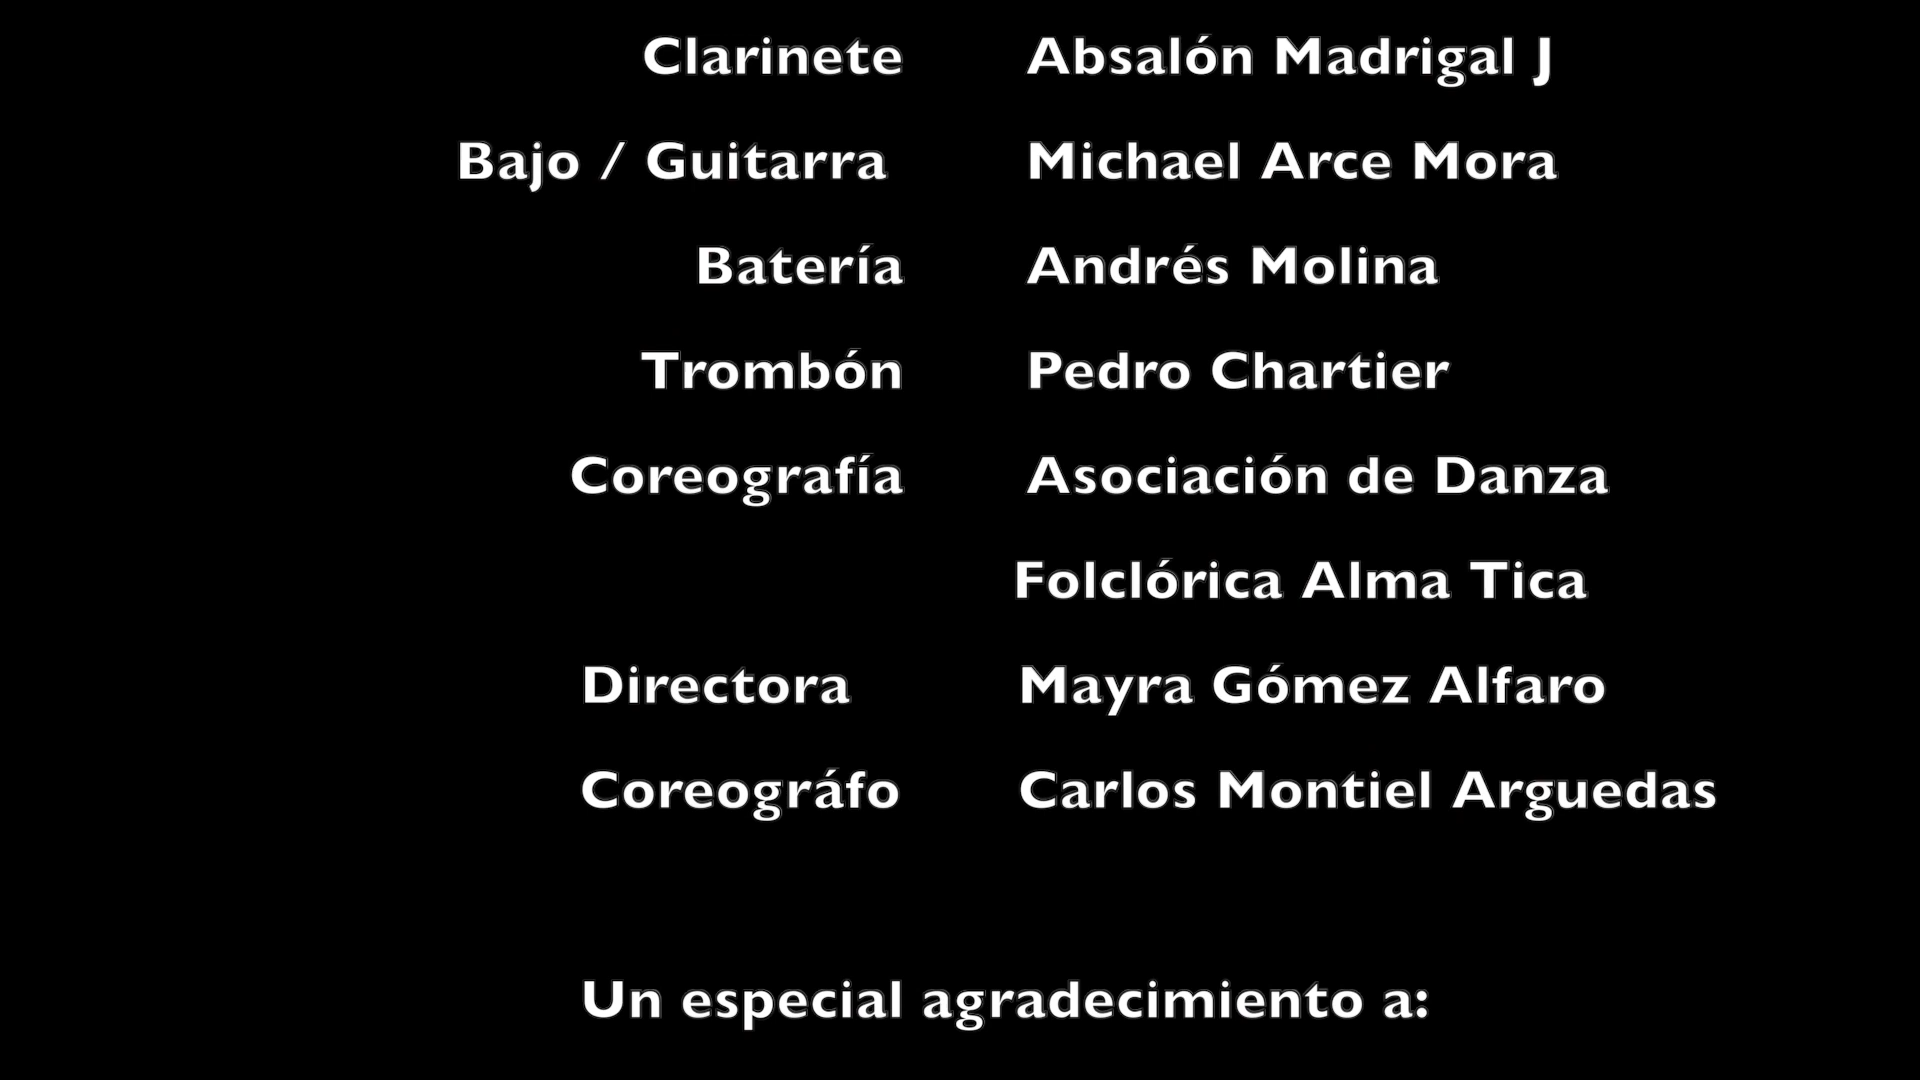 Clarinete Absalón Madrigal J
Bajo / Guitarra Michael Arce Mora
Batería Andrés Molina
Trombón Pedro Chartier
Coreografía Asociación de Danza
Folclórica Alma Tica
Directora Mayra Gómez Alfaro
Coreográfo Carlos Montiel Arguedas
Un especial agradecimiento a: